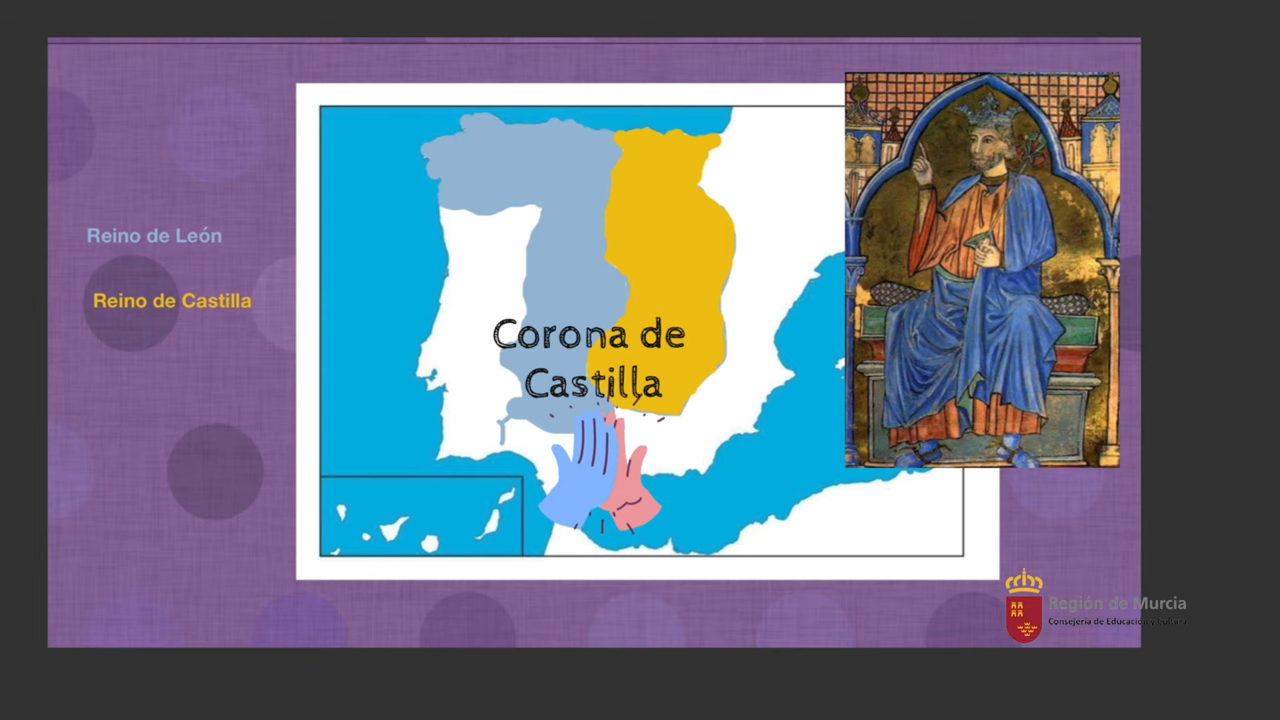 Reino de León
Reino de Castilla
Corona de
Castilla
Región de Murcia
Consejería de Educación y Cultura